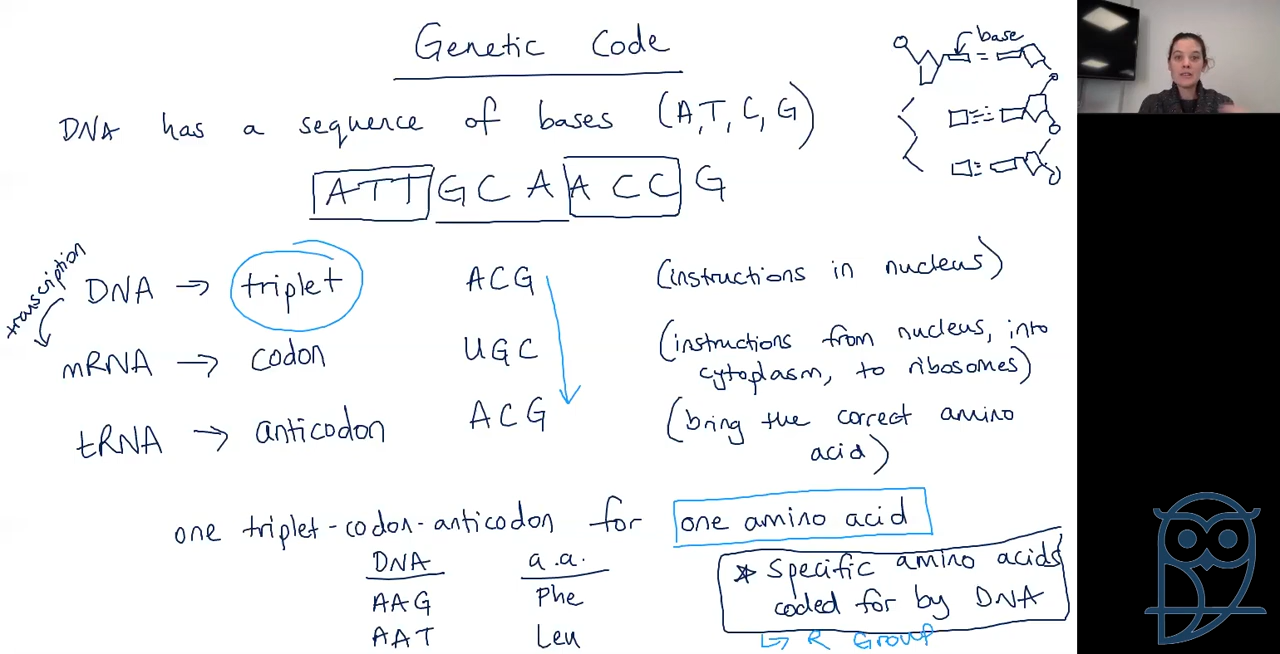 Genetic Code
base
DNA has a sequence of bases (A,T, C, G)
ATT GCA ACC G
transcription
DNA → triplet ACG (instructions in nucleus)
mRNA → codon UGC (instructions from nucleus, into
cytoplasm, to ribosomes)
tRNA → anticodon ACG (bring the correct amino
acid)
one triplet-codon-anticodon for one amino acid
DNA a.a.
AAG Phe
AAT Leu
* Specific amino acids
coded for by DNA
↳ R Group